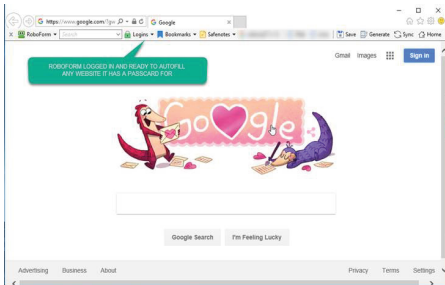 https://www.google.com/?gw
Google
RoboForm
Search
Logins
Bookmarks
Safenotes
Save
Generate
Sync
Home
ROBOFORM LOGGED IN AND READY TO AUTOFILL
ANY WEBSITE IT HAS A PASSCARD FOR
Gmail Images
Sign in
Google
Google Search
I'm Feeling Lucky
Advertising Business About
Privacy Terms Settings